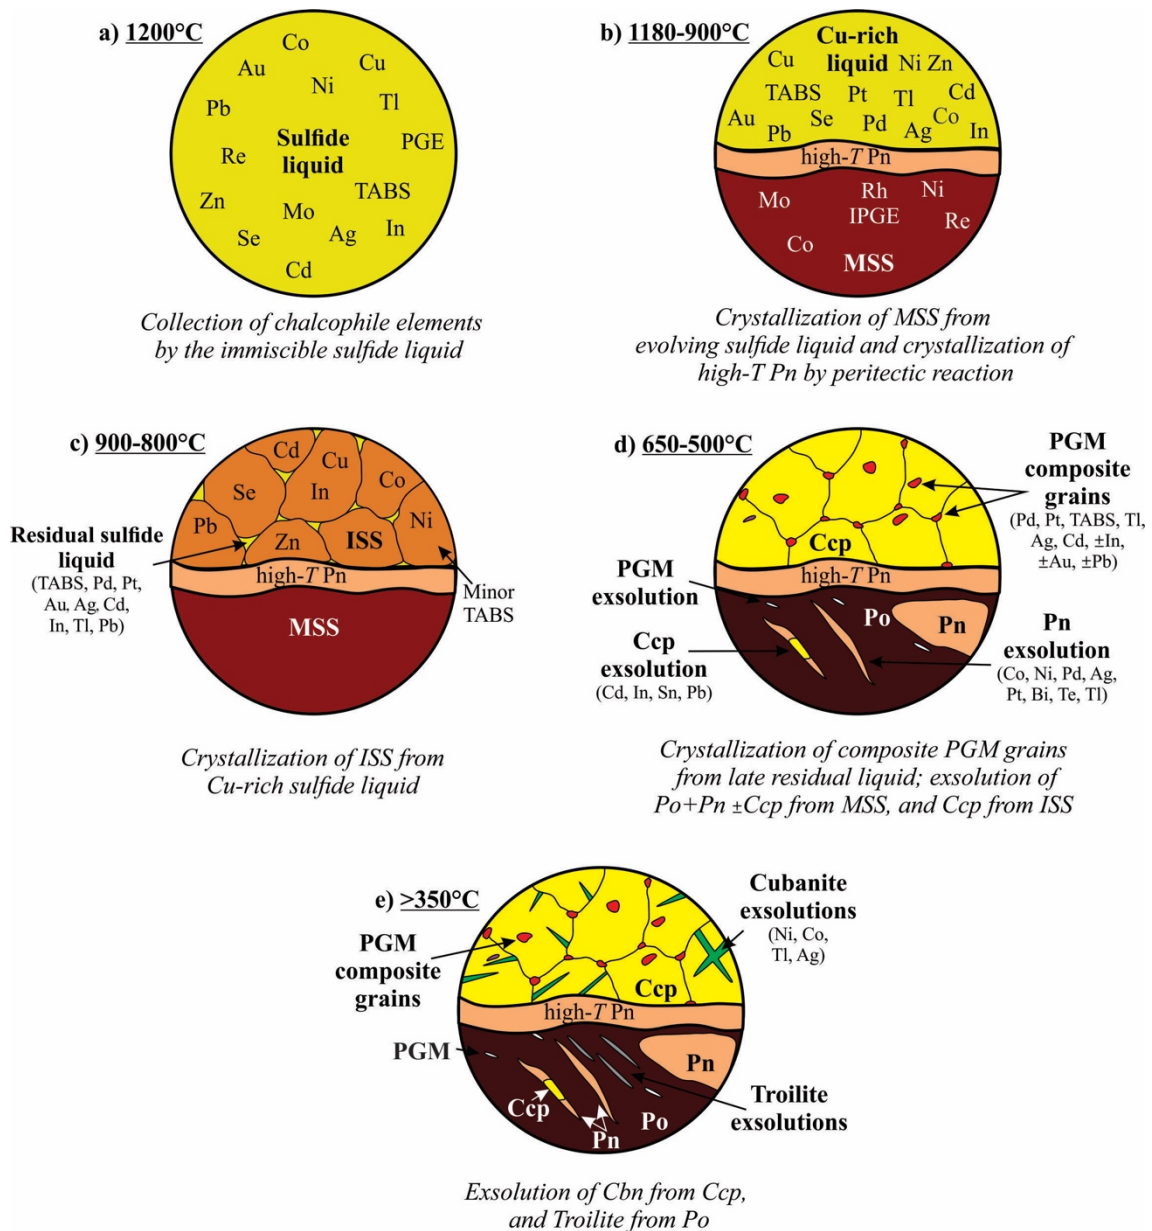 a) 1200°C
Co
Au
Cu
Ni
Pb
Tl
Sulfide
liquid
PGE
Re
TABS
Zn
Mo
Se
Ag
In
Cd
Collection of chalcophile elements
by the immiscible sulfide liquid
b) 1180-900°C
Cu-rich
liquid
Cu
Ni Zn
TABS
Pt
Tl
Cd
Au
Se
Co
Pb
Pd
Ag
In
high-T Pn
Mo
Rh
IPGE
Ni
Re
Co
MSS
Crystallization of MSS from
evolving sulfide liquid and crystallization of
high-T Pn by peritectic reaction
c) 900-800°C
Cd
Cu
Se
In
Co
Pb
Ni
Zn
ISS
Residual sulfide
liquid
(TABS, Pd, Pt,
Au, Ag, Cd,
In, Tl, Pb)
high-T Pn
Minor
TABS
MSS
Crystallization of ISS from
Cu-rich sulfide liquid
d) 650-500°C
PGM
composite
grains
(Pd, Pt, TABS, Tl,
Ag, Cd, ±In,
±Au, ±Pb)
Ccp
high-T Pn
PGM
exsolution
Po
Pn
Ccp
exsolution
(Cd, In, Sn, Pb)
Pn
exsolution
(Co, Ni, Pd, Ag,
Pt, Bi, Te, Tl)
Crystallization of composite PGM grains
from late residual liquid; exsolution of
Po+Pn ±Ccp from MSS, and Ccp from ISS
e) >350°C
Cubanite
exsolutions
(Ni, Co,
Tl, Ag)
PGM
composite
grains
Ccp
high-T Pn
PGM
Pn
Ccp
Pn
Po
Troilite
exsolutions
Exsolution of Cbn from Ccp,
and Troilite from Po